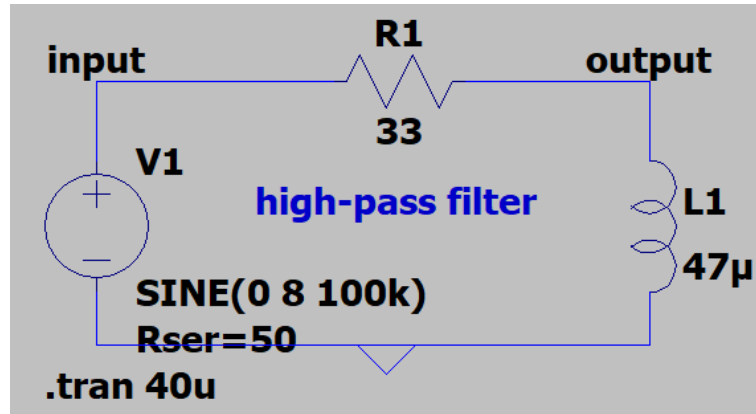 R1
input
output
33
V1
high-pass filter
L1
47µ
SINE(0 8 100k)
Rser=50
.tran 40u